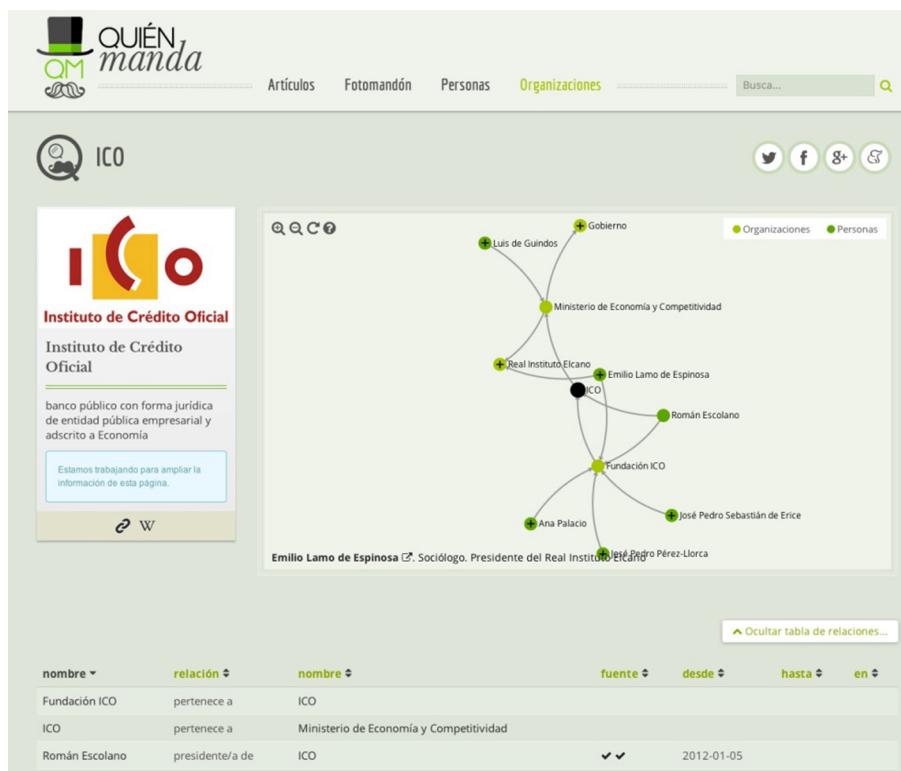 QUIÉN
manda
QM
Artículos Fotomandón Personas Organizaciones Busca...
ICO
ICO
Instituto de Crédito Oficial
Instituto de Crédito
Oficial
banco público con forma jurídica
de entidad pública empresarial y
adscrito a Economía
Estamos trabajando para ampliar la
información de esta página.
W
Organizaciones Personas
Gobierno
Luis de Guindos
Ministerio de Economía y Competitividad
Real Instituto Elcano
Emilio Lamo de Espinosa
ICO
Román Escolano
Fundación ICO
José Pedro Sebastián de Erice
Ana Palacio
José Pedro Pérez-Llorca
Emilio Lamo de Espinosa. Sociólogo. Presidente del Real Instituto Elcano
Ocultar tabla de relaciones...
nombre relación nombre fuente desde hasta en
Fundación ICO pertenece a ICO
ICO pertenece a Ministerio de Economía y Competitividad
Román Escolano presidente/a de ICO ✔✔ 2012-01-05